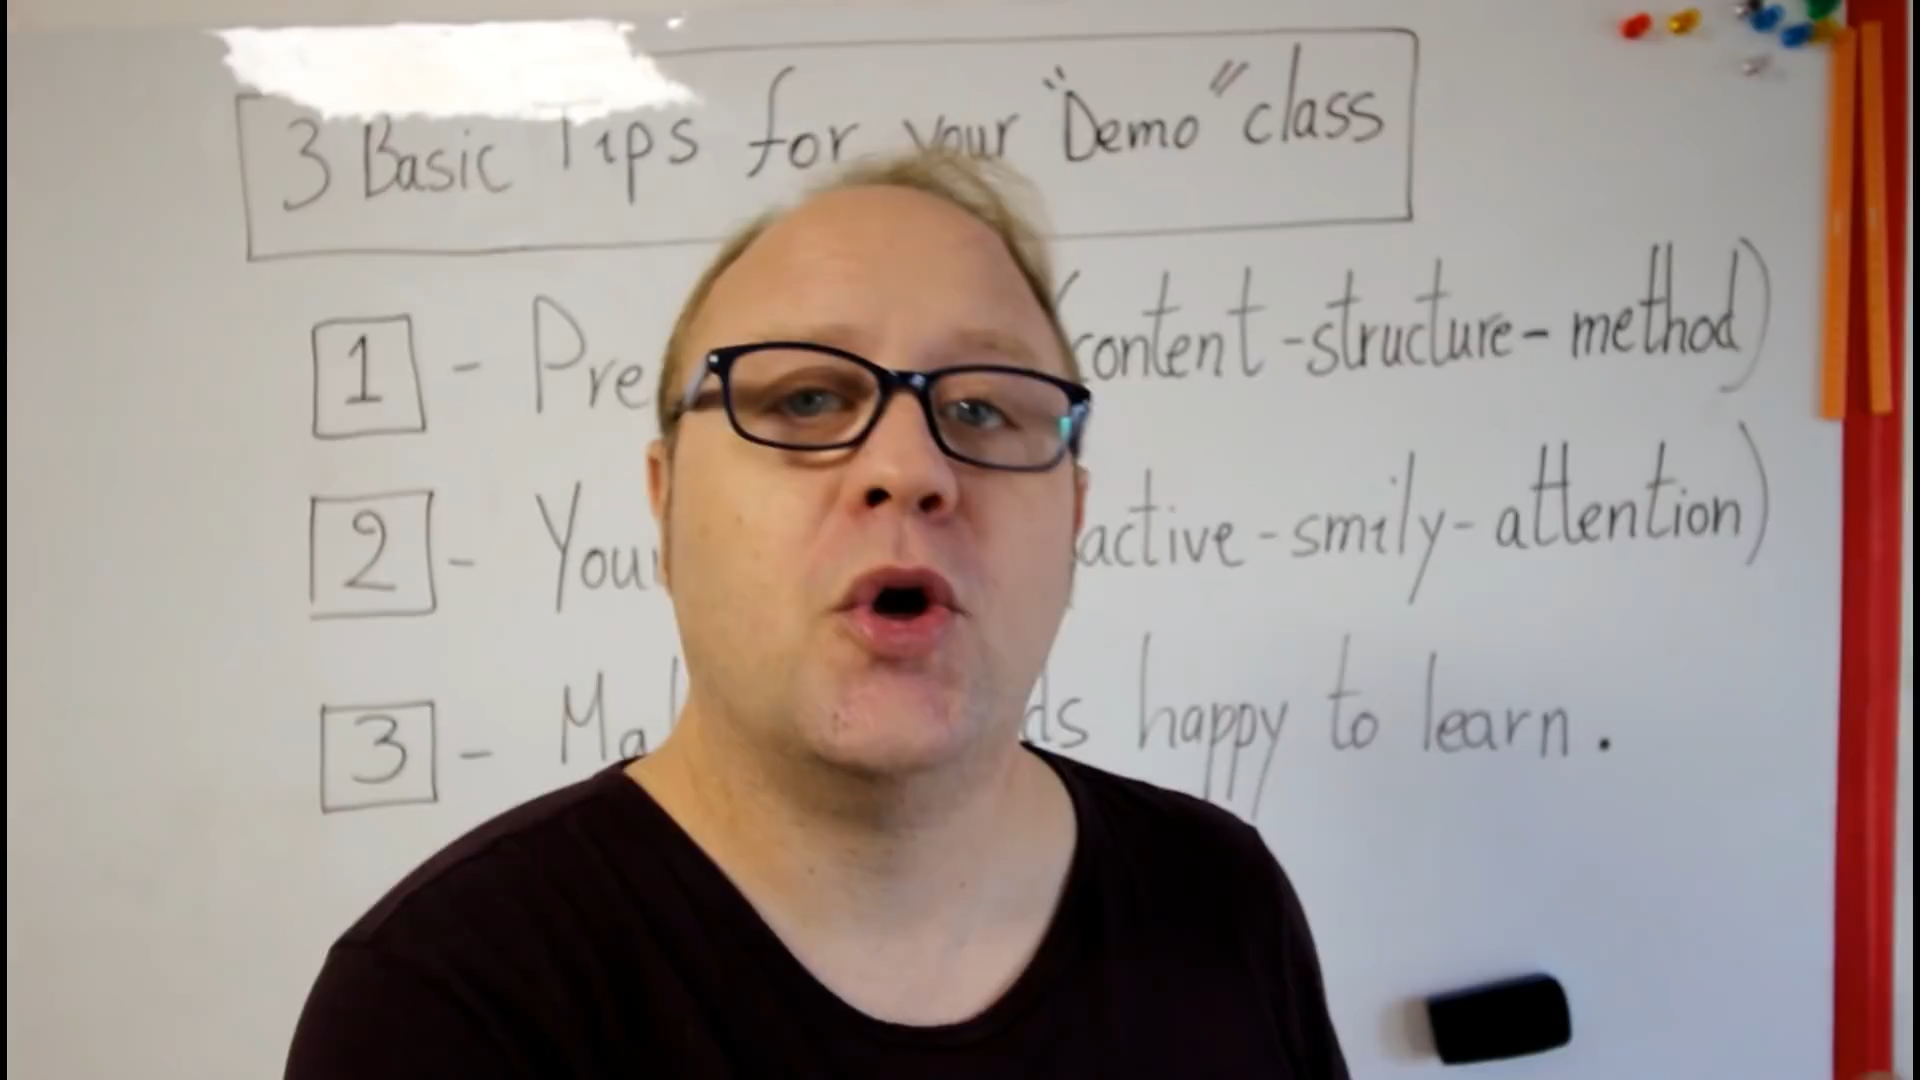 3 Basic Tips for your "Demo" class
1 - Pre (content-structure-method)
2 - Your active-smily-attention)
3 - Ma ds happy to learn.